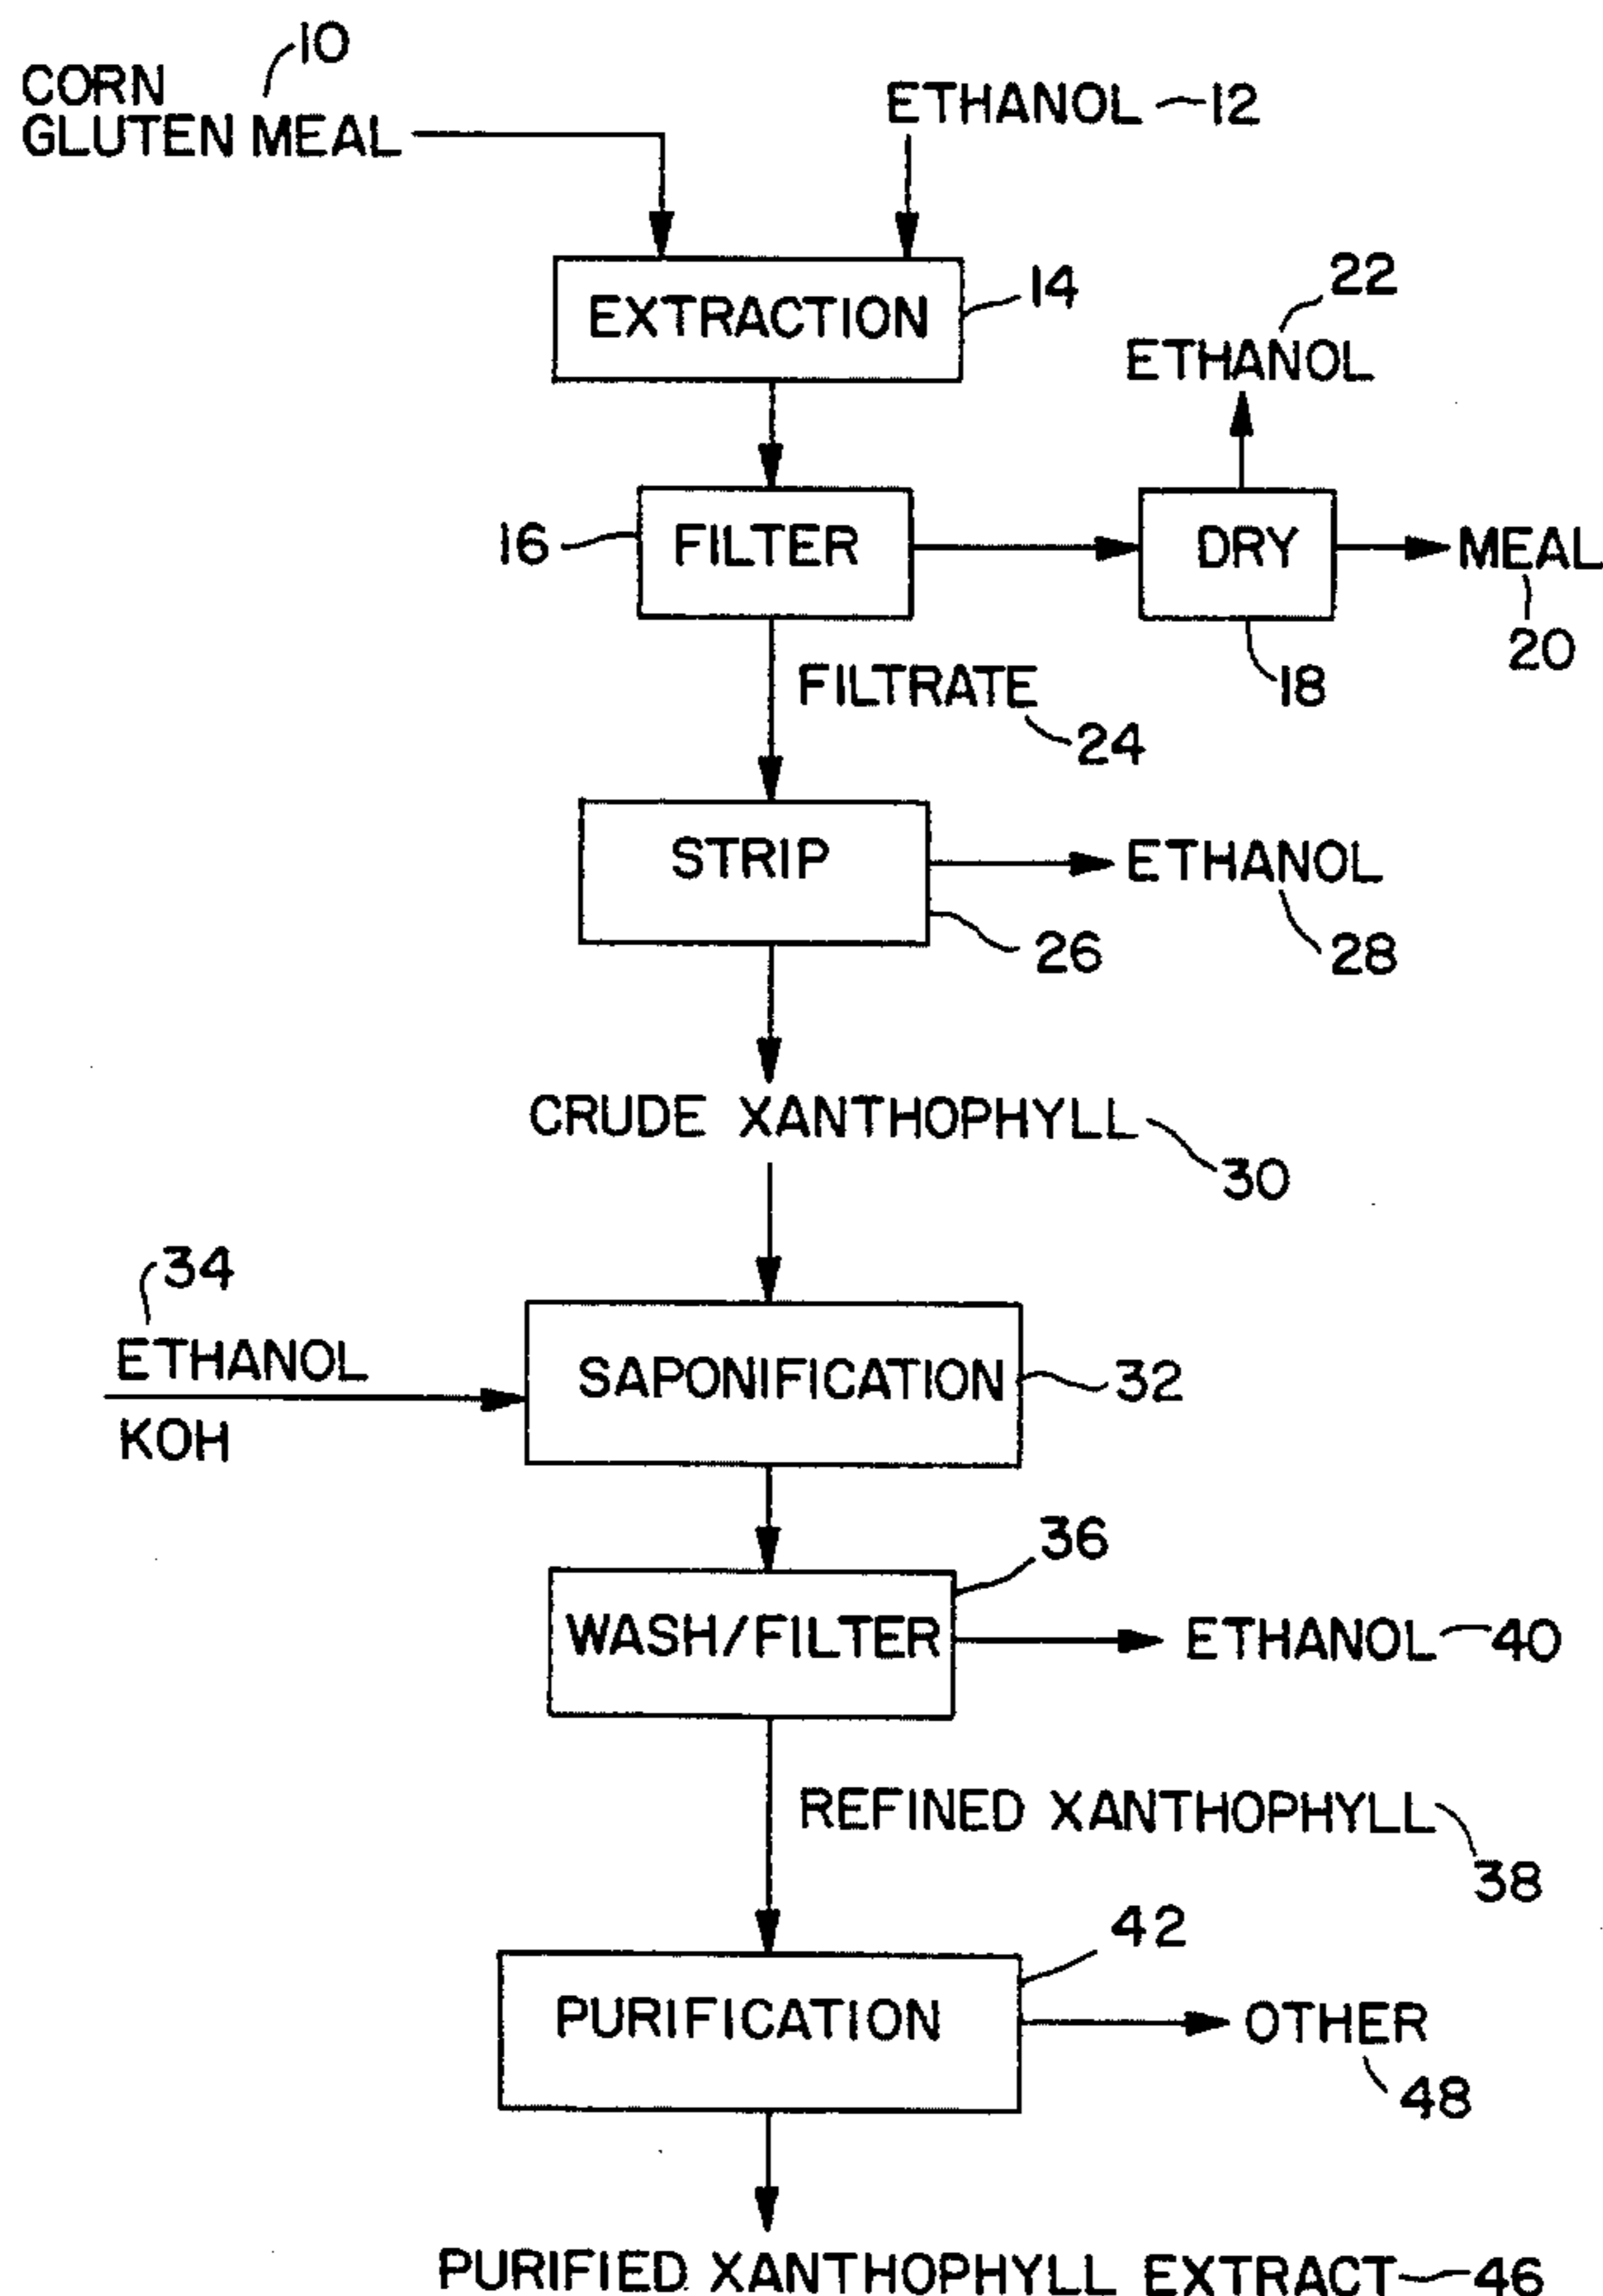 10
CORN
GLUTEN MEAL
ETHANOL 12
EXTRACTION
14
22
ETHANOL
16
FILTER
DRY
MEAL
20
18
FILTRATE
24
STRIP
ETHANOL
26
28
CRUDE XANTHOPHYLL
30
34
ETHANOL
KOH
SAPONIFICATION
32
36
WASH/FILTER
ETHANOL 40
REFINED XANTHOPHYLL
38
42
PURIFICATION
OTHER
48
PURIFIED XANTHOPHYLL EXTRACT 46